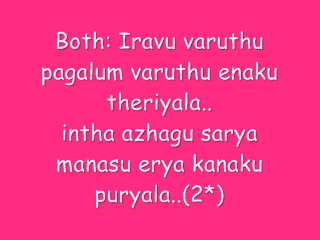 Both: Iravu varuthu
pagalum varuthu enaku
theriyala..
intha azhagu sarya
manasu erya kanaku
puryala..(2*)